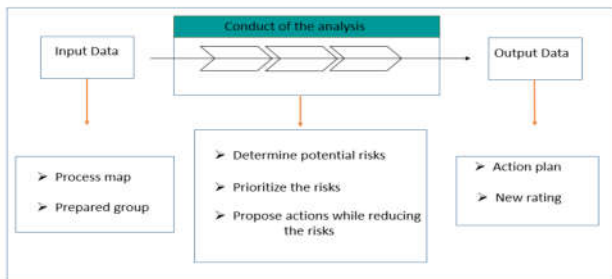 Conduct of the analysis
Input Data
Output Data
➢ Process map
➢ Prepared group
➢ Determine potential risks
➢ Prioritize the risks
➢ Propose actions while reducing
the risks
➢ Action plan
➢ New rating